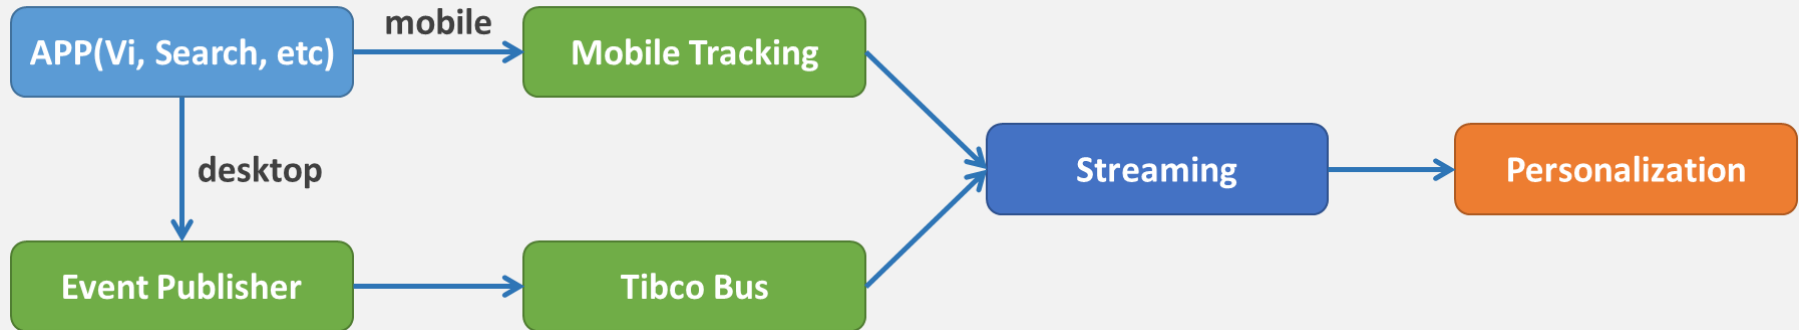 APP(Vi, Search, etc)
mobile
Mobile Tracking
desktop
Streaming
Personalization
Event Publisher
Tibco Bus